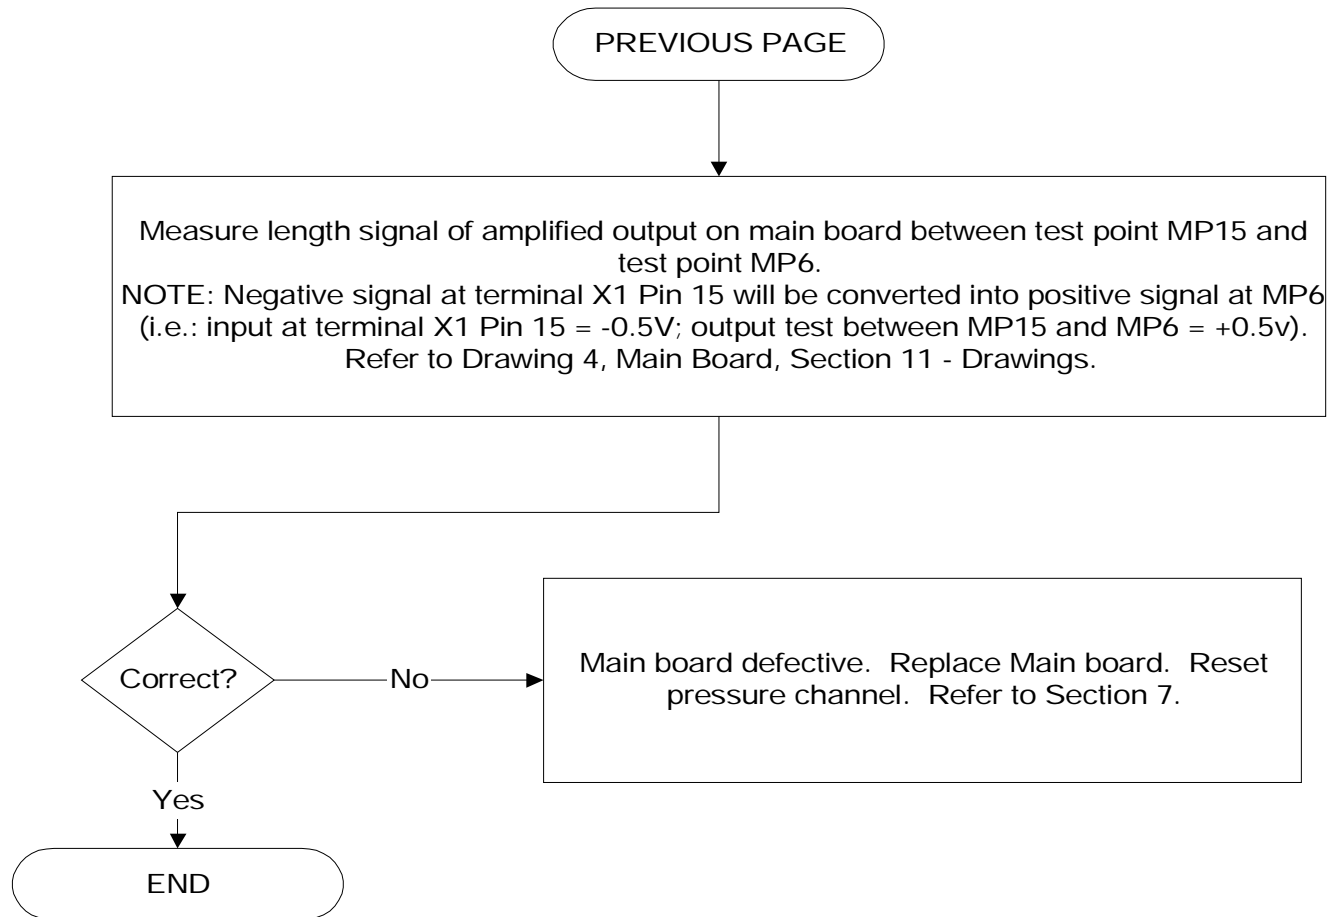 PREVIOUS PAGE
Measure length signal of amplified output on main board between test point MP15 and
test point MP6.
NOTE: Negative signal at terminal X1 Pin 15 will be converted into positive signal at MP6
(i.e.: input at terminal X1 Pin 15 = -0.5V; output test between MP15 and MP6 = +0.5v).
Refer to Drawing 4, Main Board, Section 11 - Drawings.
Correct?
No
Main board defective.  Replace Main board.  Reset
pressure channel.  Refer to Section 7.
Yes
END